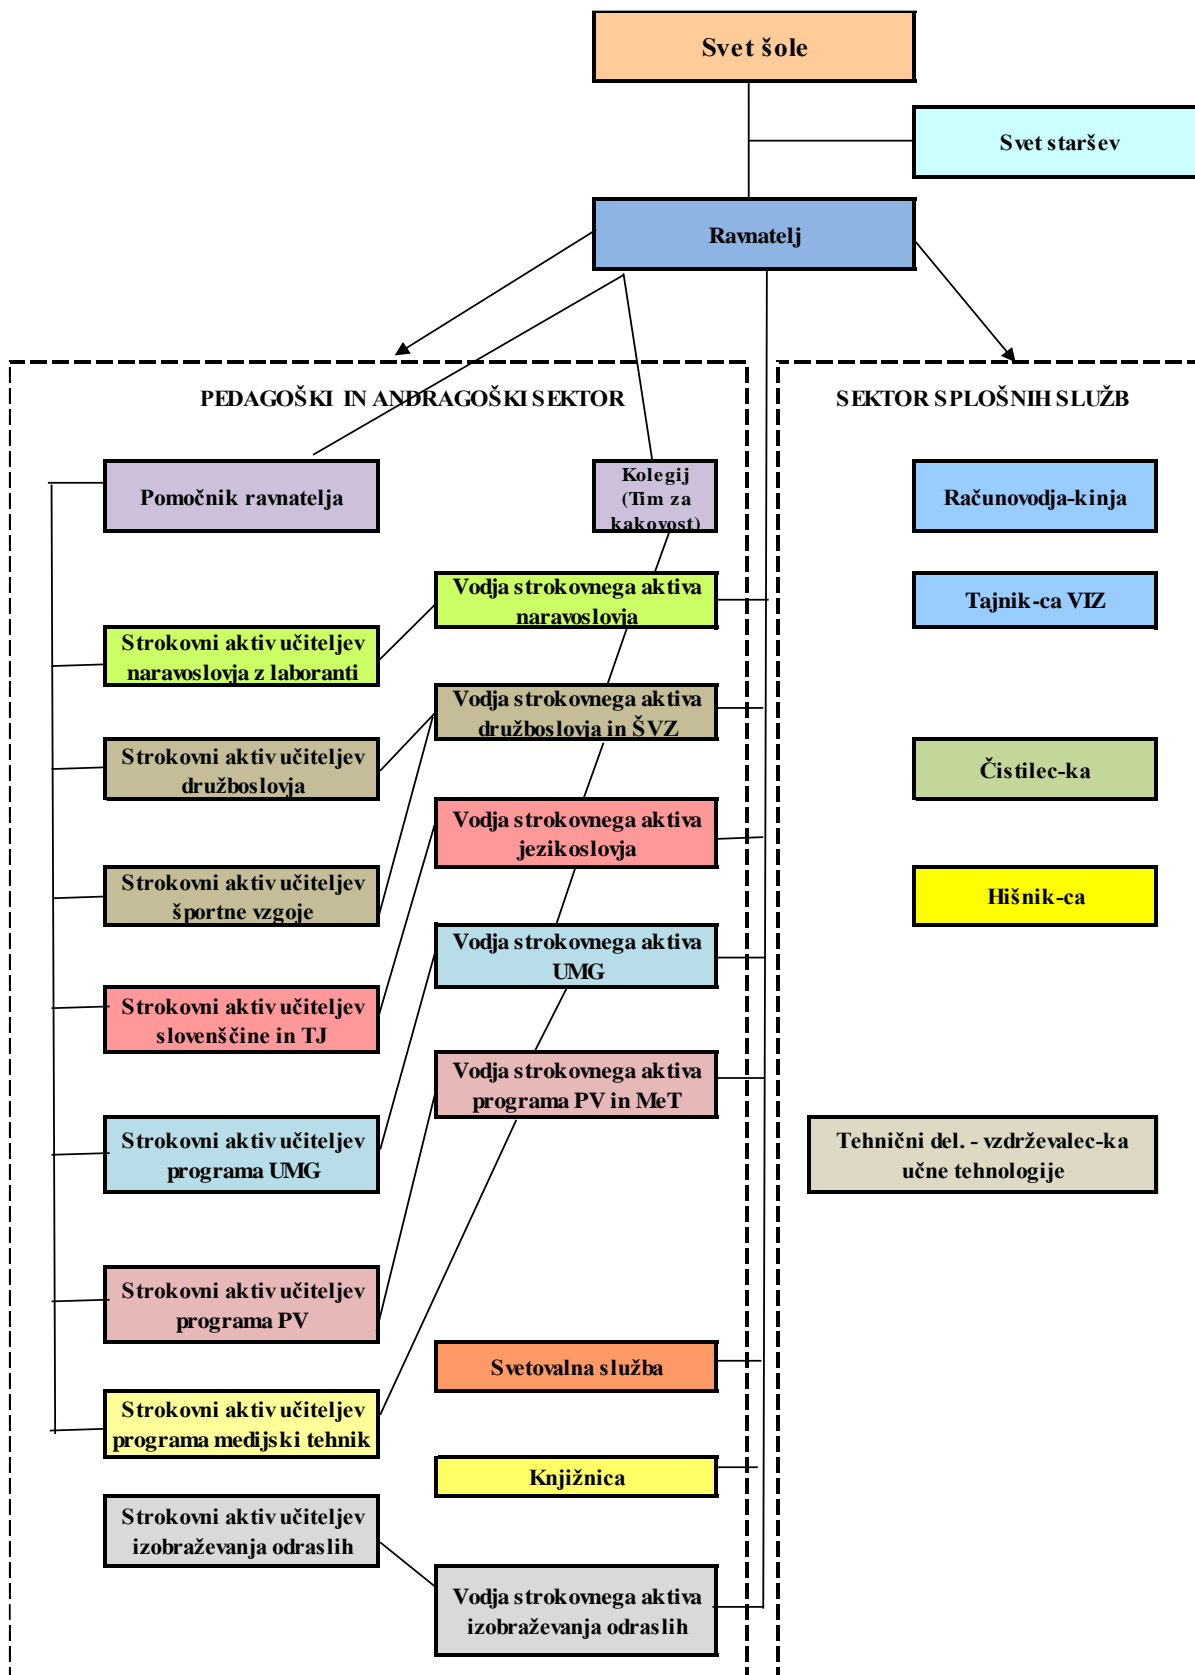 Svet šole
Svet staršev
Ravnatelj
PEDAGOŠKI IN ANDRAGOŠKI SEKTOR
SEKTOR SPLOŠNIH SLUŽB
Pomočnik ravnatelja
Kolegij
(Tim za
kakovost)
Računovodja-kinja
Vodja strokovnega aktiva
naravoslovja
Tajnik-ca VIZ
Strokovni aktiv učiteljev
naravoslovja z laboranti
Vodja strokovnega aktiva
družboslovja in ŠVZ
Strokovni aktiv učiteljev
družboslovja
Čistilec-ka
Vodja strokovnega aktiva
jezikoslovja
Strokovni aktiv učiteljev
športne vzgoje
Hišnik-ca
Vodja strokovnega aktiva
UMG
Strokovni aktiv učiteljev
slovenščine in TJ
Vodja strokovnega aktiva
programa PV in MeT
Strokovni aktiv učiteljev
programa UMG
Tehnični del. - vzdrževalec-ka
učne tehnologije
Strokovni aktiv učiteljev
programa PV
Svetovalna služba
Strokovni aktiv učiteljev
programa medijski tehnik
Knjižnica
Strokovni aktiv učiteljev
izobraževanja odraslih
Vodja strokovnega aktiva
izobraževanja odraslih